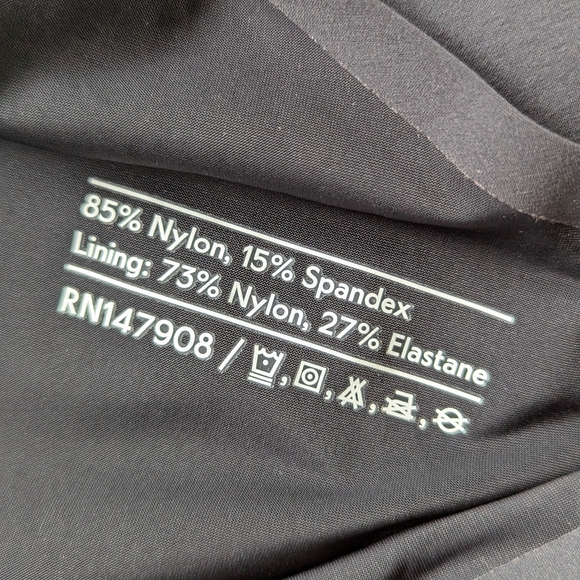 85% Nylon, 15% Spandex
Lining: 73% Nylon, 27% Elastane
RN147908 /